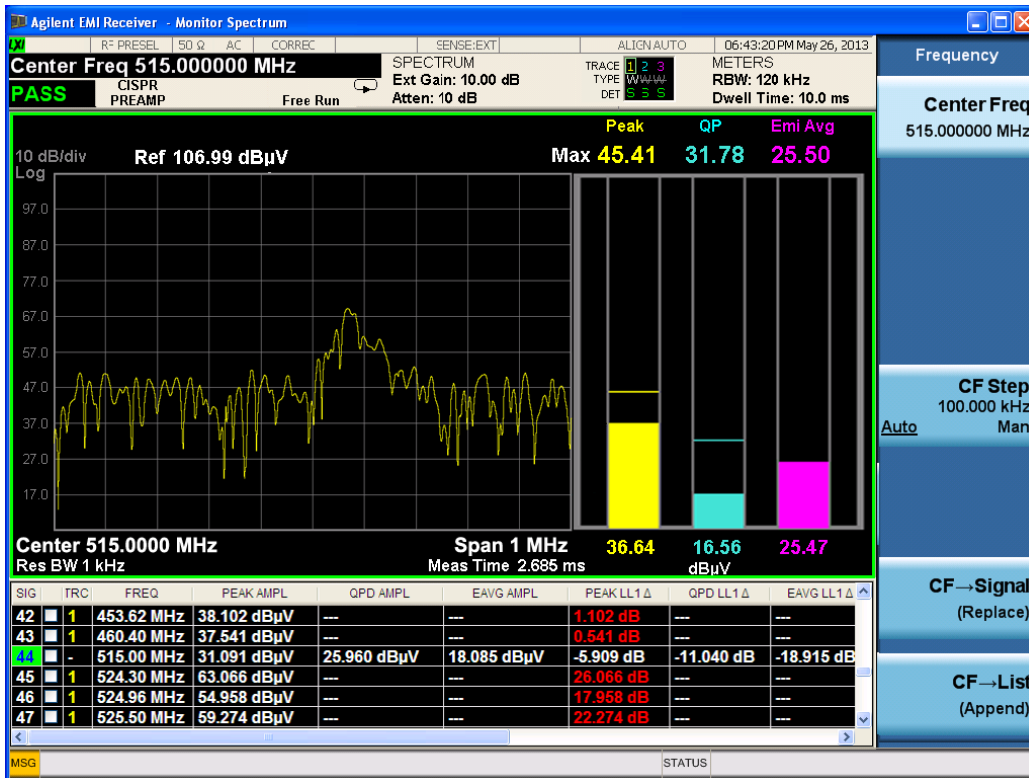 Agilent EMI Receiver - Monitor Spectrum
LXI RF PRESEL 50 Ω AC CORREC SENSE:EXT ALIGN AUTO 06:43:20 PM May 26, 2013
Center Freq 515.000000 MHz
PASS
CISPR
PREAMP
Free Run
SPECTRUM
Ext Gain: 10.00 dB
Atten: 10 dB
TRACE 1 2 3
TYPE W W W
DET S S S
METERS
RBW: 120 kHz
Dwell Time: 10.0 ms
Peak QP Emi Avg
Max 45.41 31.78 25.50
10 dB/div Ref 106.99 dBµV
Log
97.0
87.0
77.0
67.0
57.0
47.0
37.0
27.0
17.0
Center 515.0000 MHz Span 1 MHz
Res BW 1 kHz Meas Time 2.685 ms
36.64 16.56 25.47
dBµV
SIG TRC FREQ PEAK AMPL QPD AMPL EAVG AMPL PEAK LL1 Δ QPD LL1 Δ EAVG LL1 Δ
42 1 453.62 MHz 38.102 dBµV --- --- 1.102 dB --- ---
43 1 460.40 MHz 37.541 dBµV --- --- 0.541 dB --- ---
44 - 515.00 MHz 31.091 dBµV 25.960 dBµV 18.085 dBµV -5.909 dB -11.040 dB -18.915 dB
45 1 524.30 MHz 63.066 dBµV --- --- 26.066 dB --- ---
46 1 524.96 MHz 54.958 dBµV --- --- 17.958 dB --- ---
47 1 525.50 MHz 59.274 dBµV --- --- 22.274 dB --- ---
MSG STATUS
Frequency
Center Freq
515.000000 MHz
CF Step
100.000 kHz
Auto Man
CF→Signal
(Replace)
CF→List
(Append)